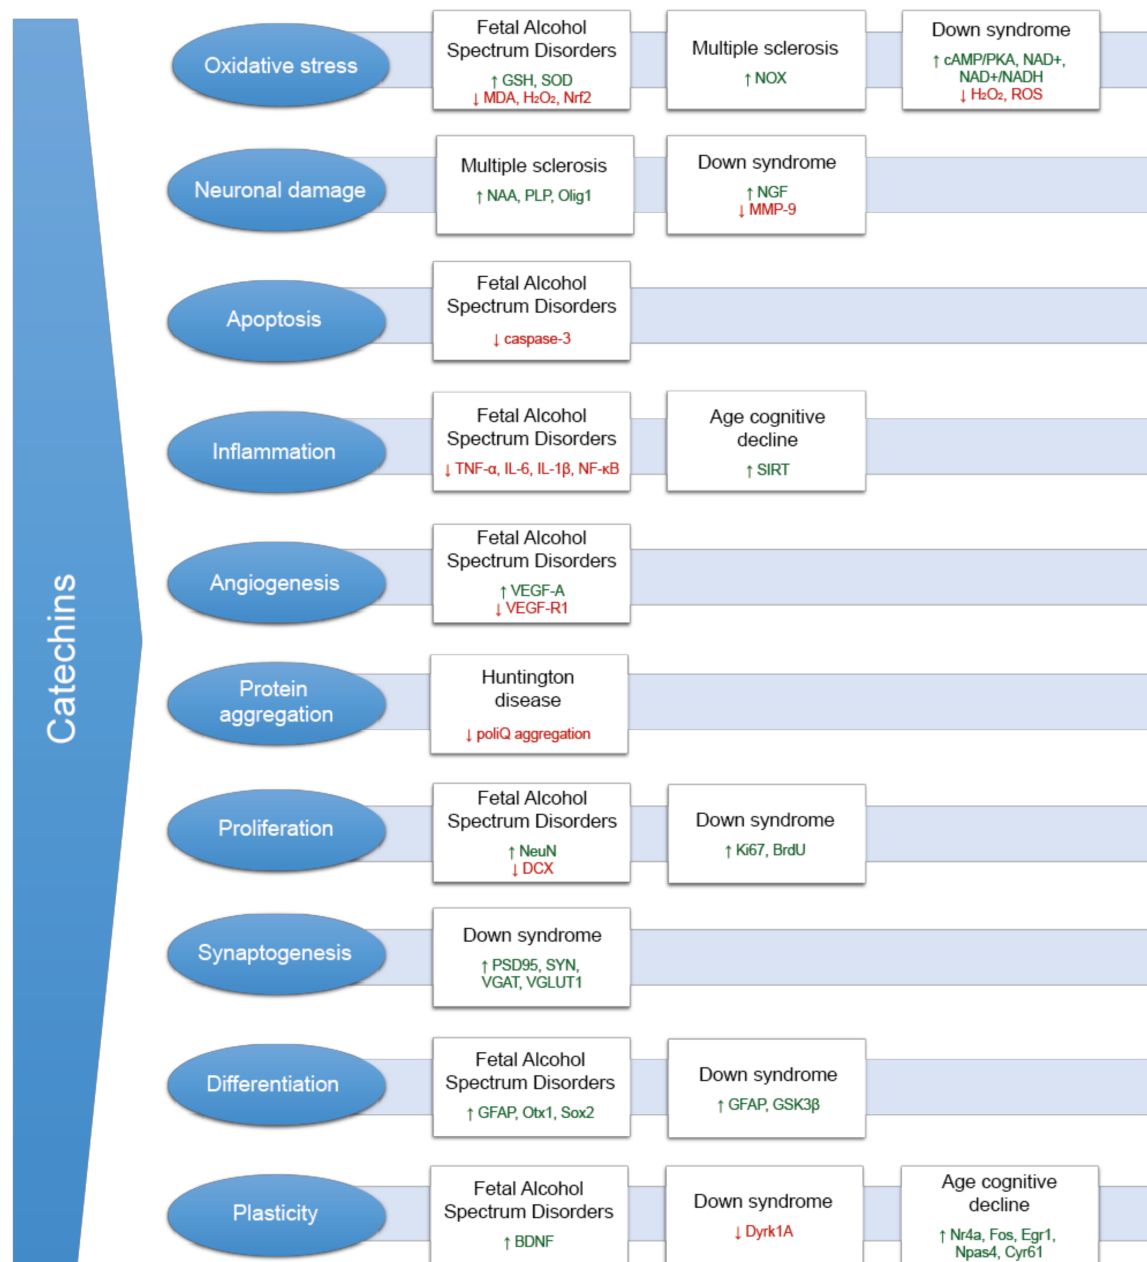 Catechins
Oxidative stress
Fetal Alcohol
Spectrum Disorders
↑ GSH, SOD
↓ MDA, H₂O₂, Nrf2
Multiple sclerosis
↑ NOX
Down syndrome
↑ cAMP/PKA, NAD+,
NAD+/NADH
↓ H₂O₂, ROS
Neuronal damage
Multiple sclerosis
↑ NAA, PLP, Olig1
Down syndrome
↑ NGF
↓ MMP-9
Apoptosis
Fetal Alcohol
Spectrum Disorders
↓ caspase-3
Inflammation
Fetal Alcohol
Spectrum Disorders
↓ TNF-α, IL-6, IL-1β, NF-κB
Age cognitive
decline
↑ SIRT
Angiogenesis
Fetal Alcohol
Spectrum Disorders
↑ VEGF-A
↓ VEGF-R1
Protein
aggregation
Huntington
disease
↓ poliQ aggregation
Proliferation
Fetal Alcohol
Spectrum Disorders
↑ NeuN
↓ DCX
Down syndrome
↑ Ki67, BrdU
Synaptogenesis
Down syndrome
↑ PSD95, SYN,
VGAT, VGLUT1
Differentiation
Fetal Alcohol
Spectrum Disorders
↑ GFAP, Otx1, Sox2
Down syndrome
↑ GFAP, GSK3β
Plasticity
Fetal Alcohol
Spectrum Disorders
↑ BDNF
Down syndrome
↓ Dyrk1A
Age cognitive
decline
↑ Nr4a, Fos, Egr1,
Npas4, Cyr61